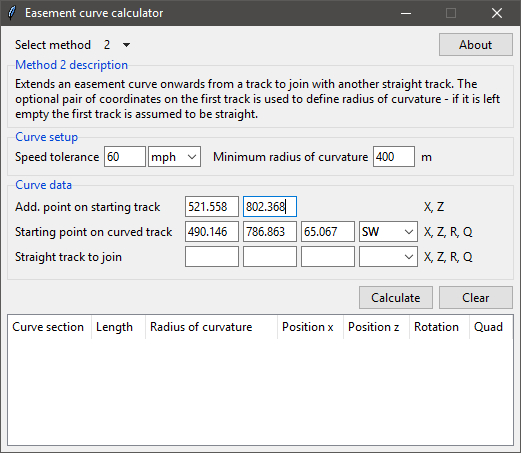 Easement curve calculator
Select method 2 About
Method 2 description
Extends an easement curve onwards from a track to join with another straight track. The
optional pair of coordinates on the first track is used to define radius of curvature - if it is left
empty the first track is assumed to be straight.
Curve setup
Speed tolerance 60 mph Minimum radius of curvature 400 m
Curve data
Add. point on starting track 521.558 802.368 X, Z
Starting point on curved track 490.146 786.863 65.067 SW X, Z, R, Q
Straight track to join X, Z, R, Q
Calculate Clear
Curve section Length Radius of curvature Position x Position z Rotation Quad